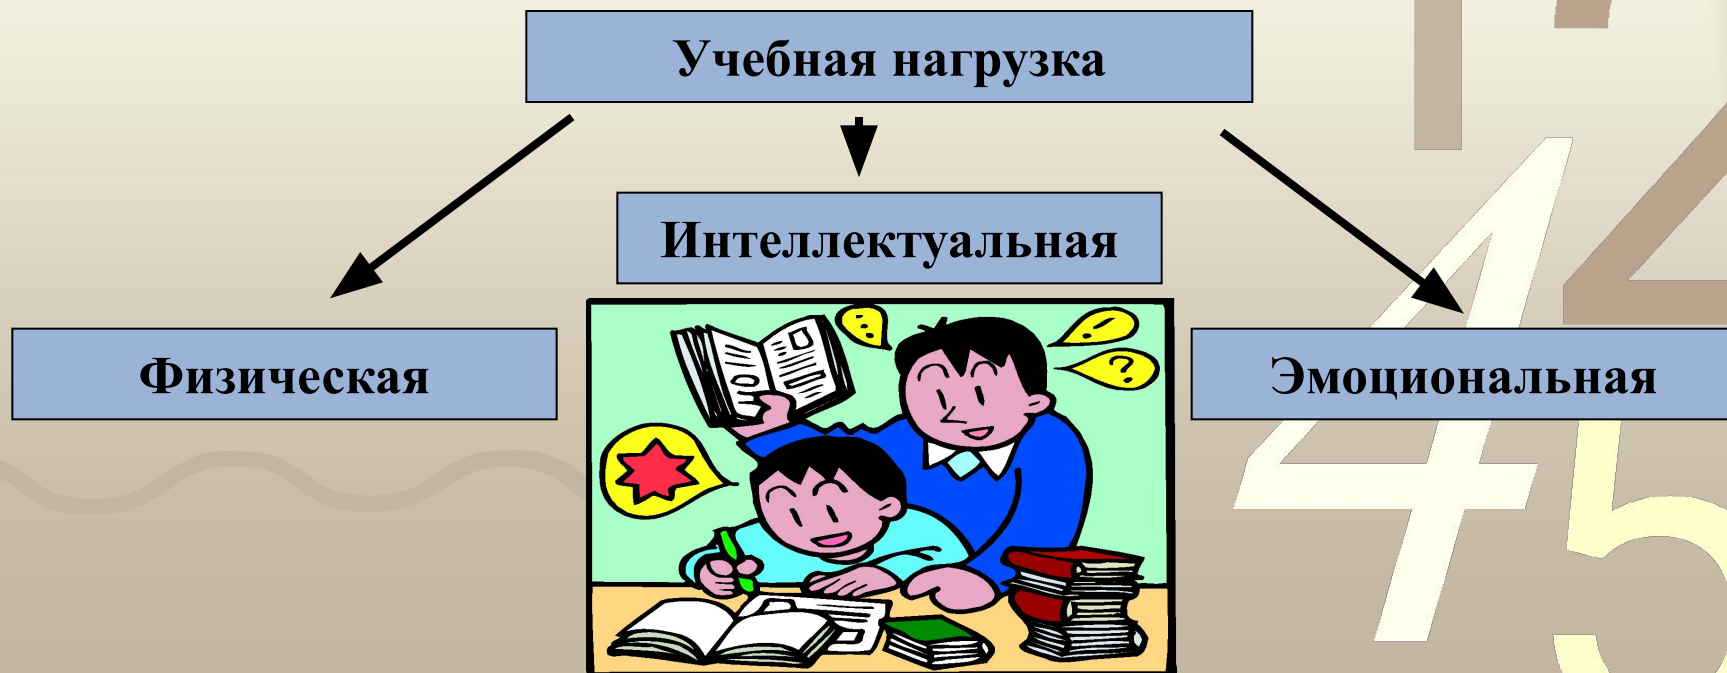 Учебная нагрузка
Интеллектуальная
Физическая
Эмоциональная